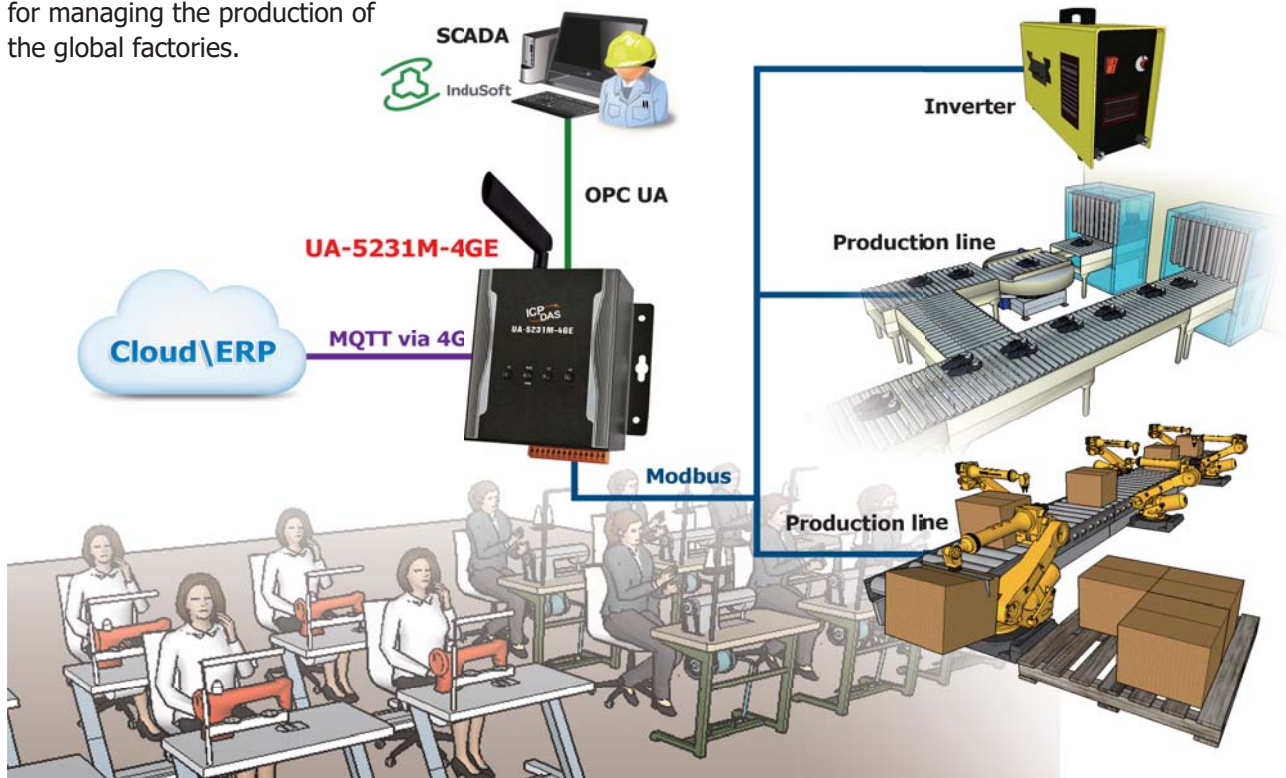 for managing the production of
the global factories.
SCADA
InduSoft
Inverter
OPC UA
UA-5231M-4GE
Production line
ICP DAS
UA-5231M-4GE
Cloud\ERP
MQTT via 4G
Modbus
Production line